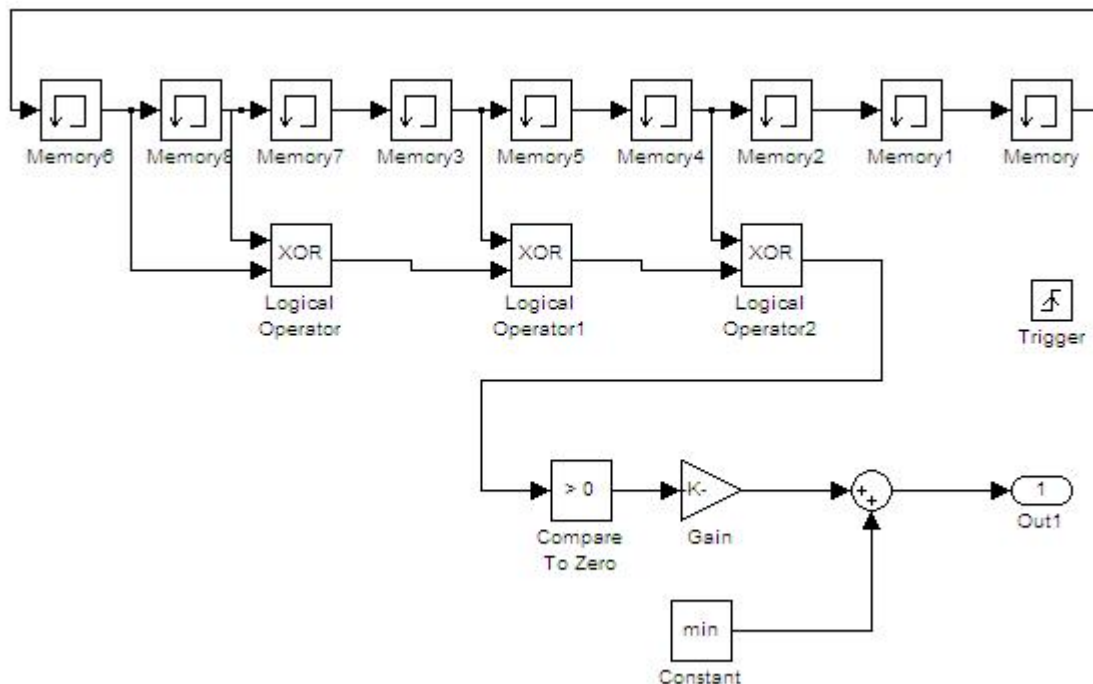 Memory6
Memory8
Memory7
Memory3
Memory5
Memory4
Memory2
Memory1
Memory
XOR
Logical
Operator
XOR
Logical
Operator1
XOR
Logical
Operator2
Trigger
> 0
Compare
To Zero
K-
Gain
+
+
1
Out1
min
Constant